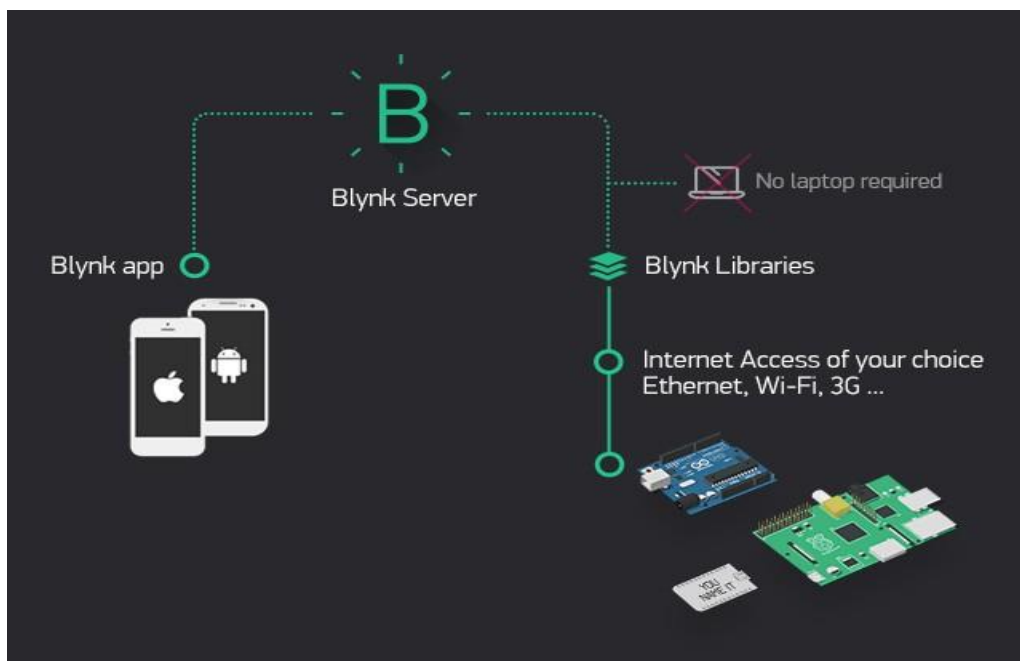 B
Blynk Server
No laptop required
Blynk app
Blynk Libraries
Internet Access of your choice
Ethernet, Wi-Fi, 3G ...
YOU
NAME IT